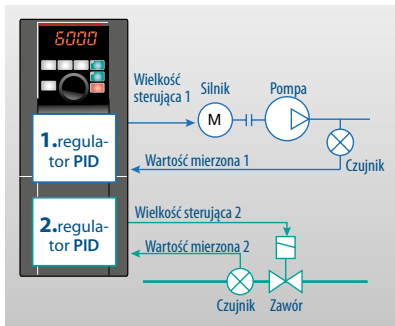 6000
Wielkość
sterująca 1
Silnik
Pompa
M
1.regula-
tor PID
Wartość mierzona 1
Czujnik
2.regula-
tor PID
Wielkość sterująca 2
Wartość mierzona 2
Czujnik
Zawór